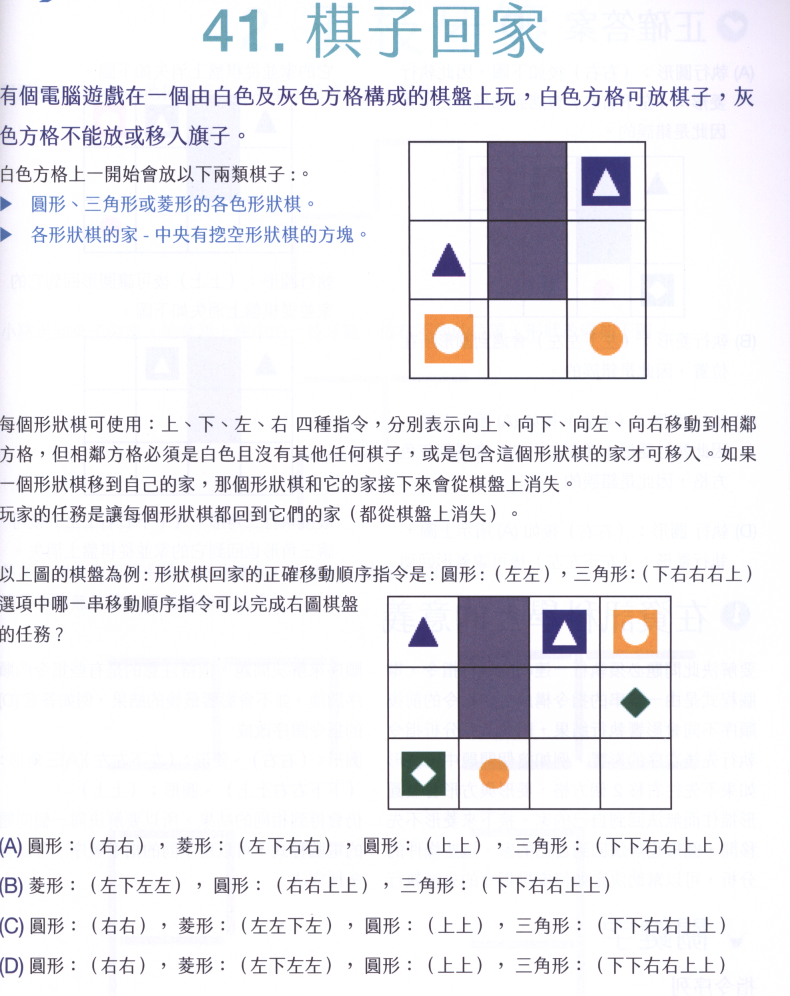 41. 棋子回家
有個電腦遊戲在一個由白色及灰色方格構成的棋盤上玩，白色方格可放棋子，灰
色方格不能放或移入旗子。
白色方格上一開始會放以下兩類棋子:。
▶ 圓形、三角形或菱形的各色形狀棋。
▶ 各形狀棋的家 - 中央有挖空形狀棋的方塊。
每個形狀棋可使用：上、下、左、右 四種指令，分別表示向上、向下、向左、向右移動到相鄰
方格，但相鄰方格必須是白色且沒有其他任何棋子，或是包含這個形狀棋的家才可移入。如果
一個形狀棋移到自己的家，那個形狀棋和它的家接下來會從棋盤上消失。
玩家的任務是讓每個形狀棋都回到它們的家（都從棋盤上消失）。
以上圖的棋盤為例: 形狀棋回家的正確移動順序指令是: 圓形:（左左），三角形:（下右右右上）
選項中哪一串移動順序指令可以完成右圖棋盤
的任務？
(A) 圓形：（右右），菱形：（左下右右），圓形：（上上），三角形：（下下右右上上）
(B) 菱形：（左下左左），圓形：（右右上上），三角形：（下下右右上上）
(C) 圓形：（右右），菱形：（左左下左），圓形：（上上），三角形：（下下右右上上）
(D) 圓形：（右右），菱形：（左下左左），圓形：（上上），三角形：（下下右右上上）